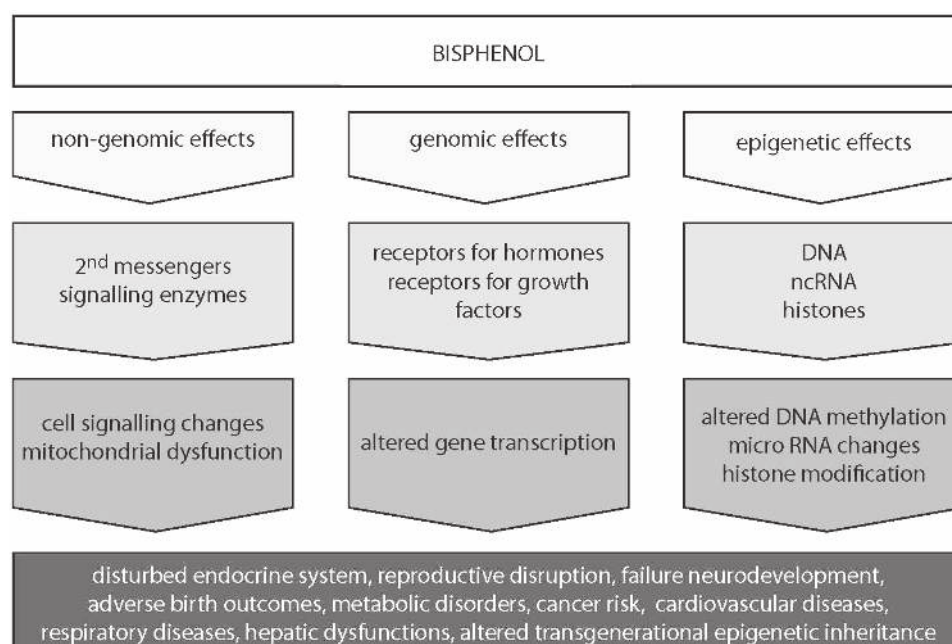 BISPHENOL
non-genomic effects
genomic effects
epigenetic effects
2nd messengers
signalling enzymes
receptors for hormones
receptors for growth
factors
DNA
ncRNA
histones
cell signalling changes
mitochondrial dysfunction
altered gene transcription
altered DNA methylation
micro RNA changes
histone modification
disturbed endocrine system, reproductive disruption, failure neurodevelopment,
adverse birth outcomes, metabolic disorders, cancer risk, cardiovascular diseases,
respiratory diseases, hepatic dysfunctions, altered transgenerational epigenetic inheritance